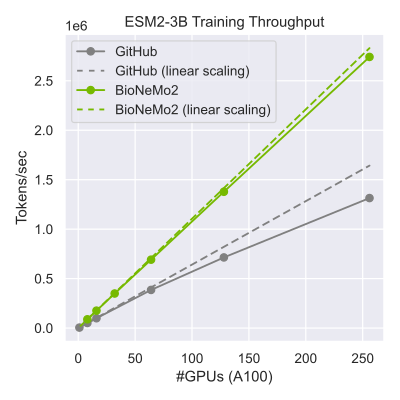 ESM2-3B Training Throughput
1e6
GitHub
GitHub (linear scaling)
BioNeMo2
BioNeMo2 (linear scaling)
2.5
2.0
1.5
1.0
0.5
0.0
Tokens/sec
0 50 100 150 200 250
#GPUs (A100)